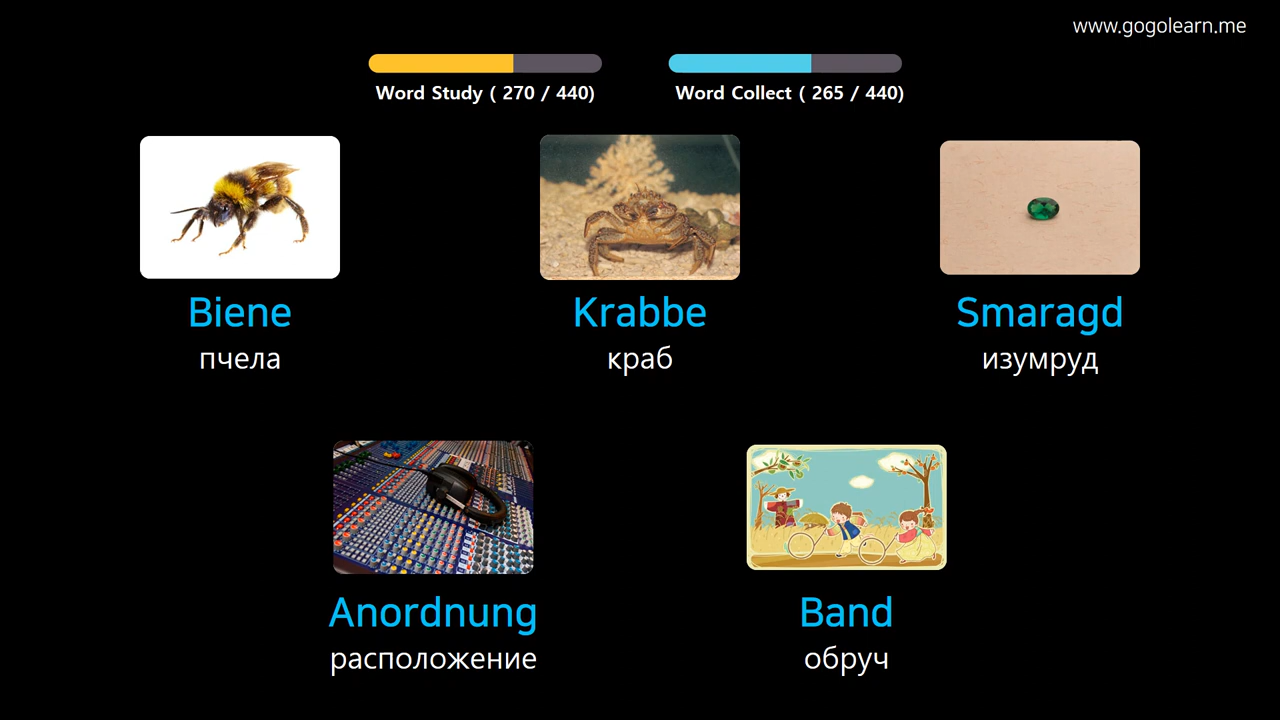 www.gogolearn.me
Word Study ( 270 / 440)
Word Collect ( 265 / 440)
Biene
пчела
Krabbe
краб
Smaragd
изумруд
Anordnung
расположение
Band
обруч